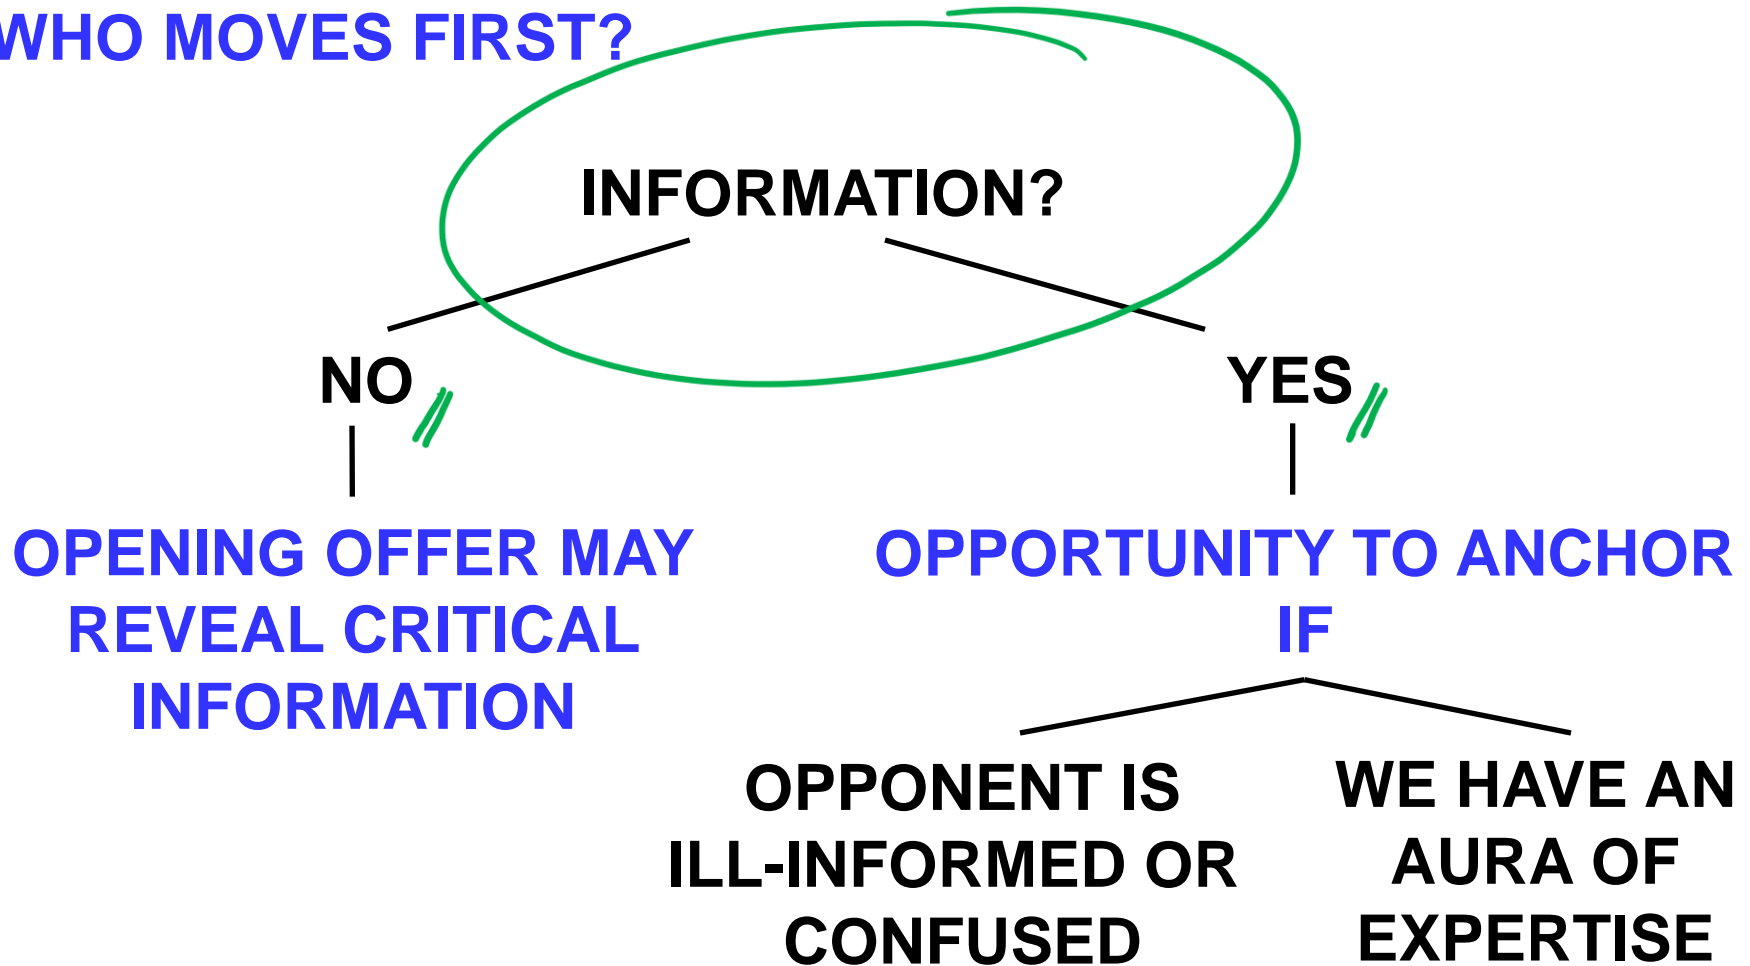 WHO MOVES FIRST?
INFORMATION?
NO
YES
OPENING OFFER MAY
REVEAL CRITICAL
INFORMATION
OPPORTUNITY TO ANCHOR
IF
OPPONENT IS
ILL-INFORMED OR
CONFUSED
WE HAVE AN
AURA OF
EXPERTISE